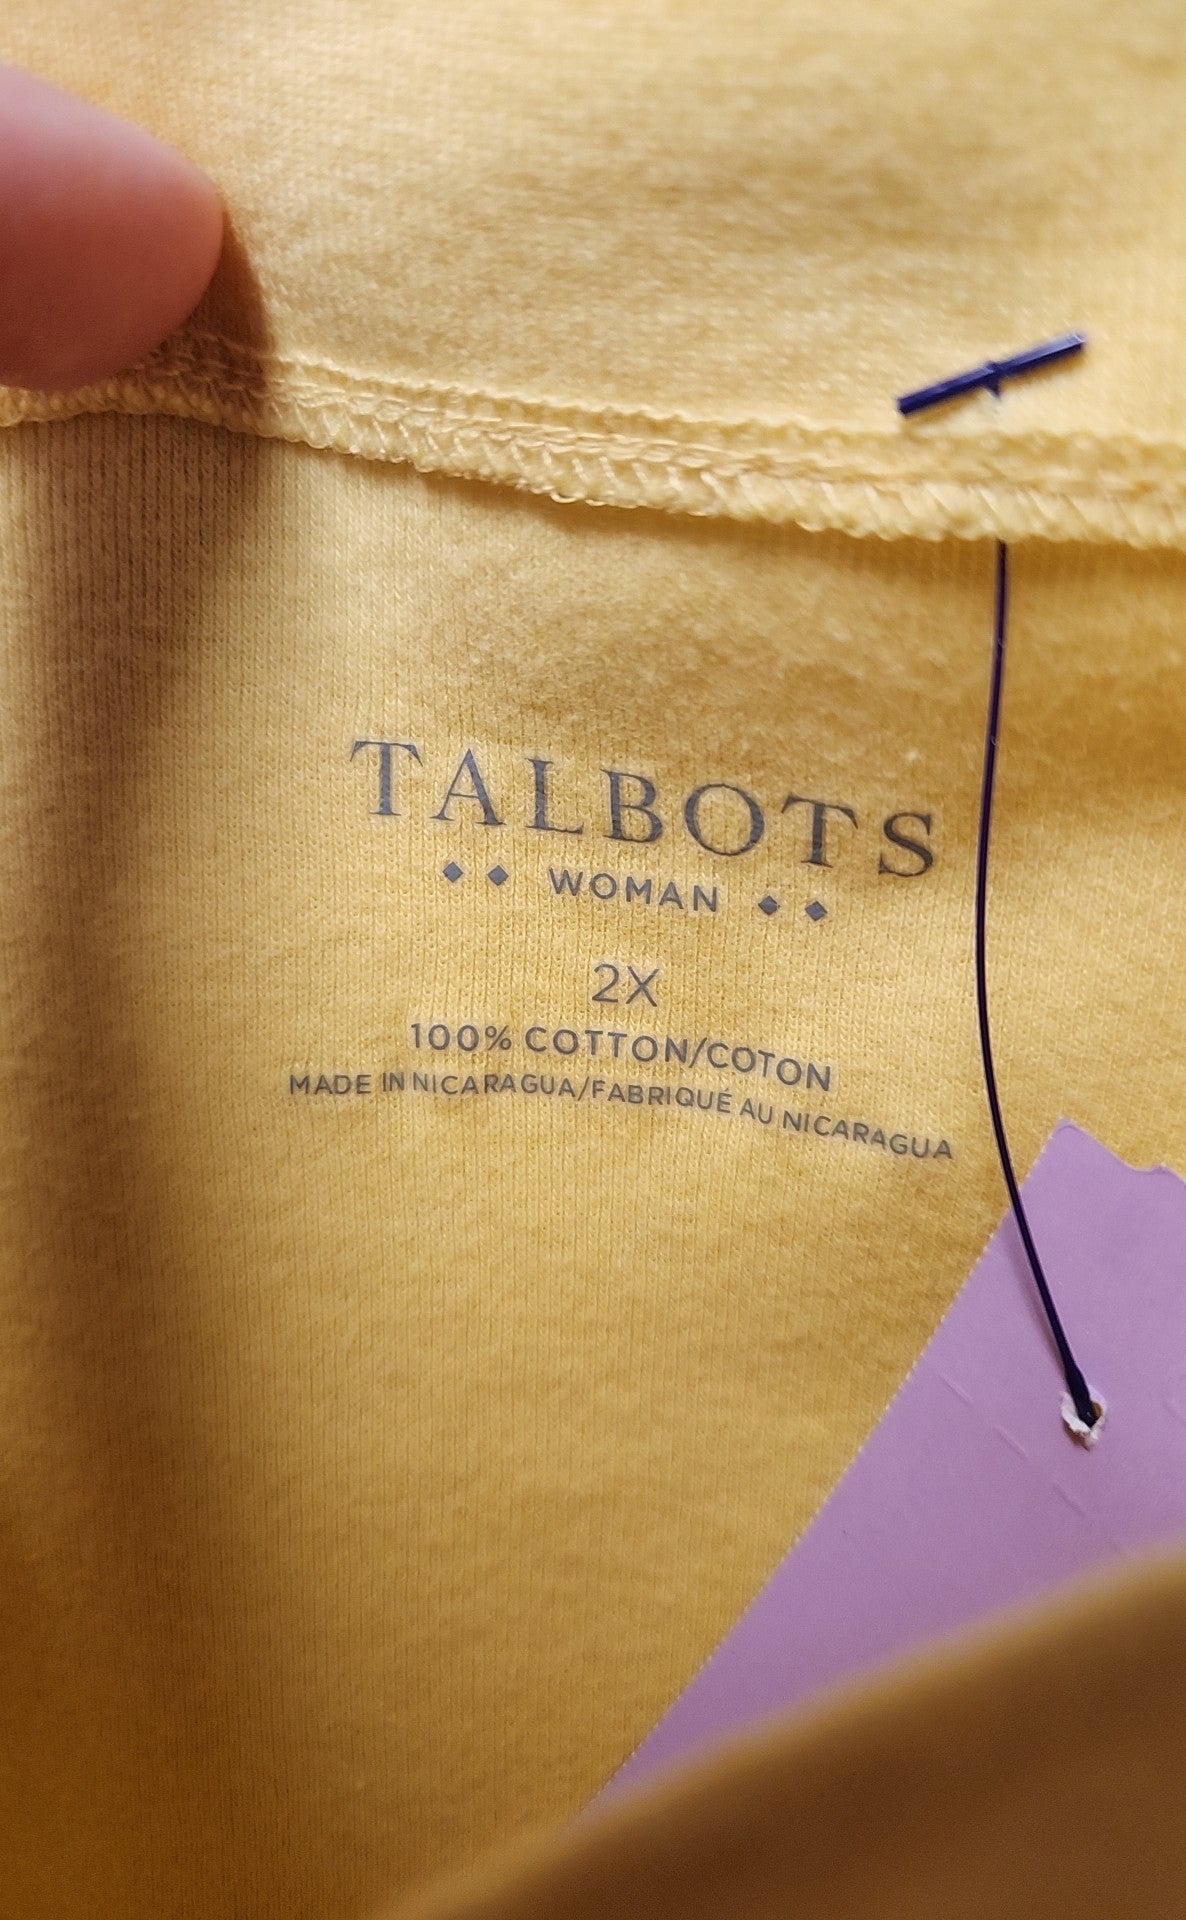 TALBOTS
WOMAN
2X
100% COTTON/COTON
MADE IN NICARAGUA/FABRIQUÉ AU NICARAGUA